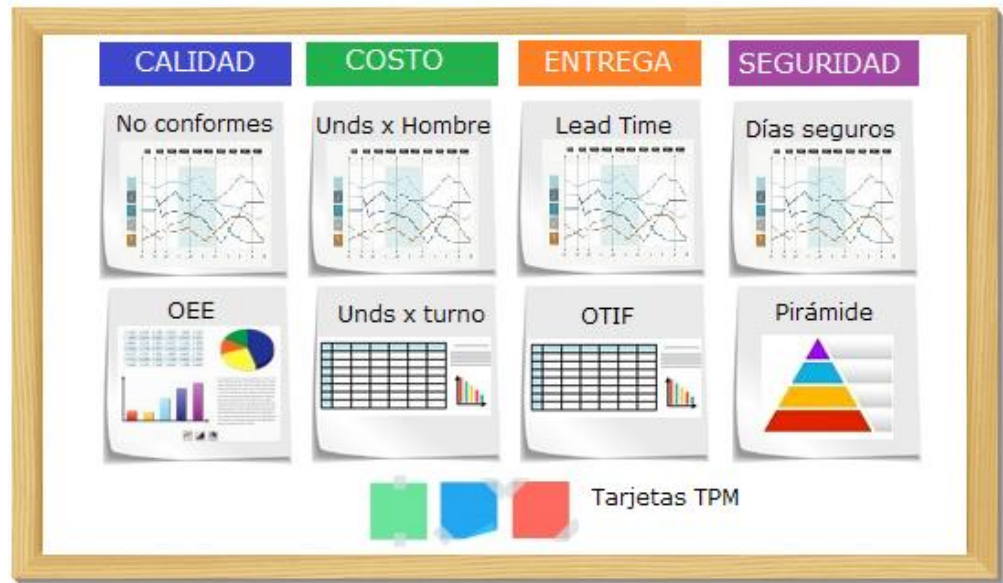 CALIDAD
COSTO
ENTREGA
SEGURIDAD
No conformes
Unds x Hombre
Lead Time
Días seguros
OEE
Unds x turno
OTIF
Pirámide
Tarjetas TPM